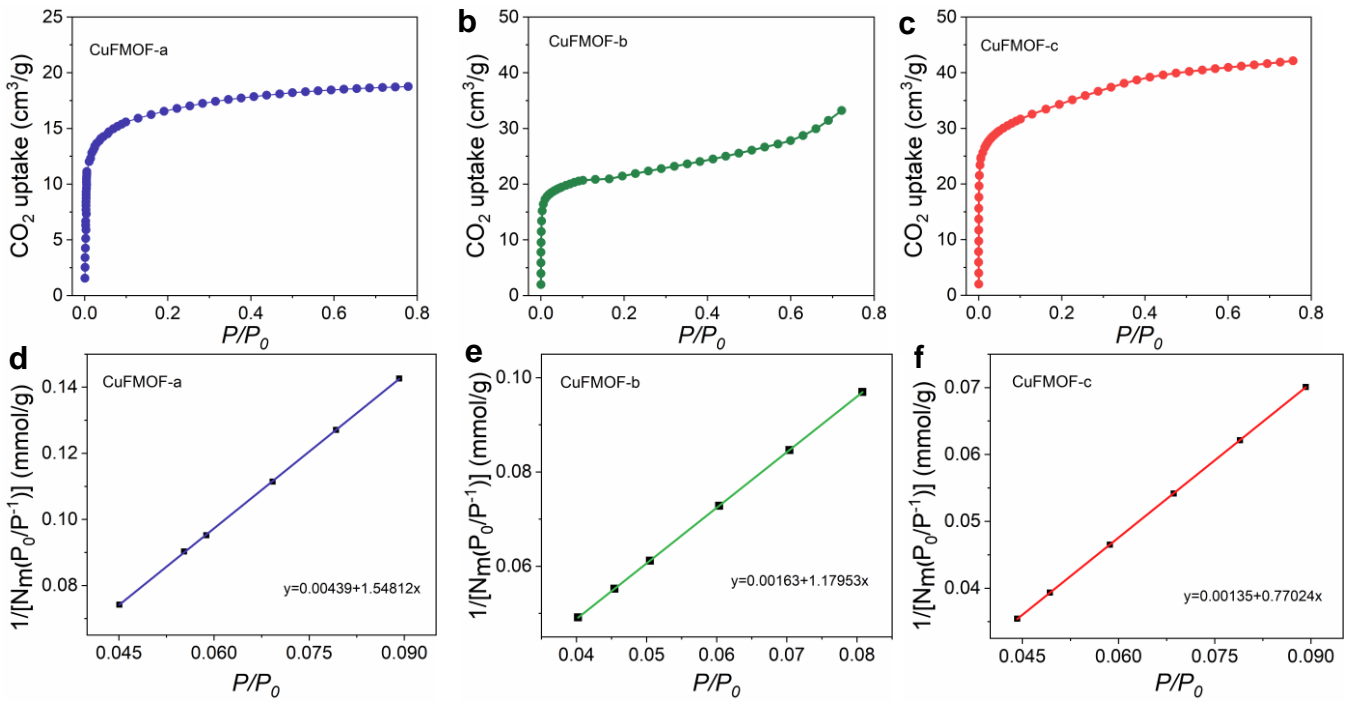 a
CuFMOF-a
CO₂ uptake (cm³/g)
25
20
15
10
5
0
0.0 0.2 0.4 0.6 0.8
P/P₀
b
CuFMOF-b
CO₂ uptake (cm³/g)
50
40
30
20
10
0
0.0 0.2 0.4 0.6 0.8
P/P₀
c
CuFMOF-c
CO₂ uptake (cm³/g)
50
40
30
20
10
0
0.0 0.2 0.4 0.6 0.8
P/P₀
d
CuFMOF-a
1/[Nm(P₀/P⁻¹)] (mmol/g)
0.14
0.12
0.10
0.08
y=0.00439+1.54812x
0.045 0.060 0.075 0.090
P/P₀
e
CuFMOF-b
1/[Nm(P₀/P⁻¹)] (mmol/g)
0.10
0.08
0.06
y=0.00163+1.17953x
0.04 0.05 0.06 0.07 0.08
P/P₀
f
CuFMOF-c
1/[Nm(P₀/P⁻¹)] (mmol/g)
0.07
0.06
0.05
0.04
0.03
y=0.00135+0.77024x
0.045 0.060 0.075 0.090
P/P₀